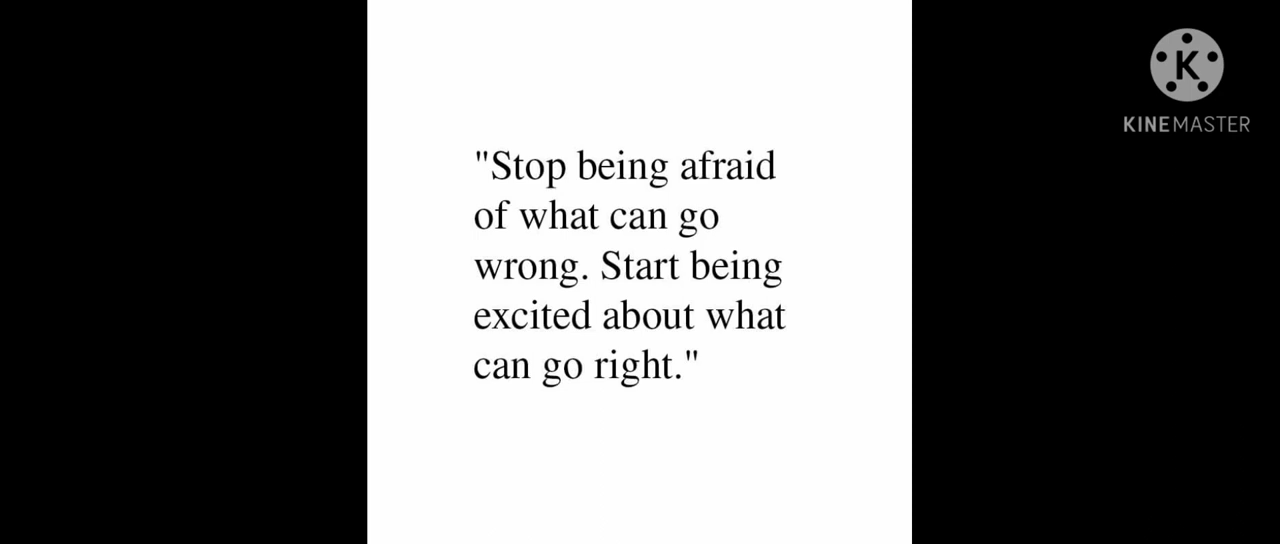 "Stop being afraid
of what can go
wrong. Start being
excited about what
can go right."
K
KINEMASTER